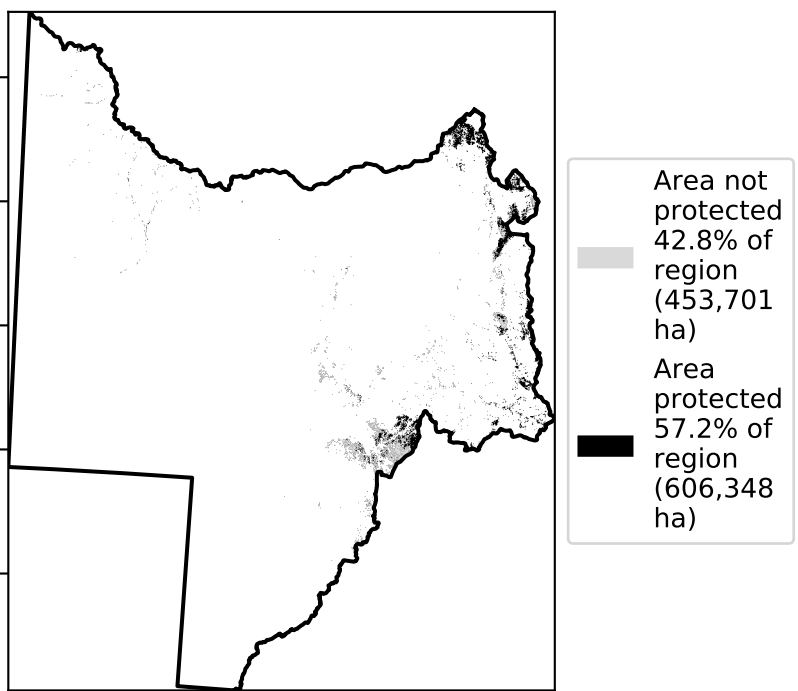 Area not
protected
42.8% of
region
(453,701
ha)
Area
protected
57.2% of
region
(606,348
ha)